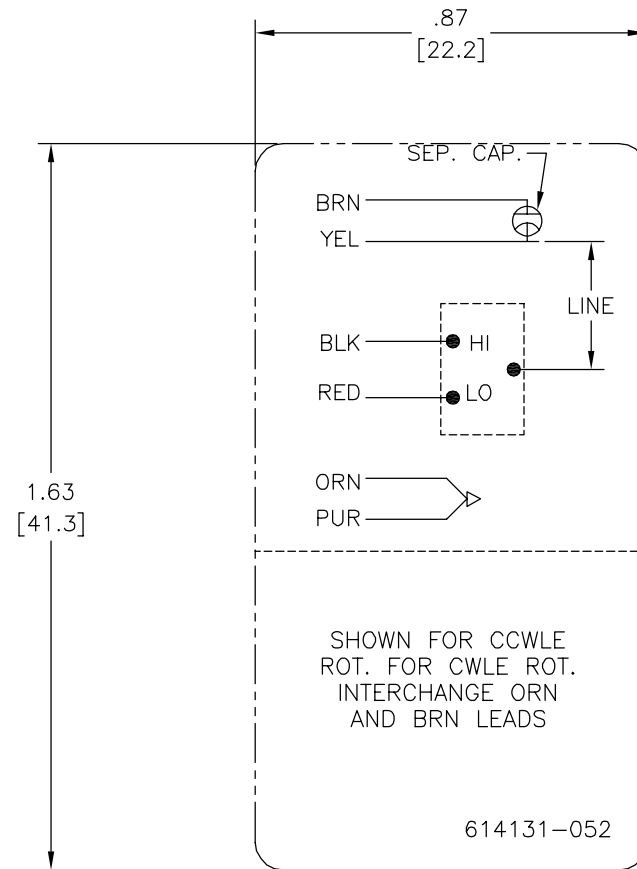 .87
[22.2]
SEP. CAP.
BRN
YEL
LINE
BLK
HI
RED
LO
ORN
PUR
1.63
[41.3]
SHOWN FOR CCWLE
ROT. FOR CWLE ROT.
INTERCHANGE ORN
AND BRN LEADS
614131-052